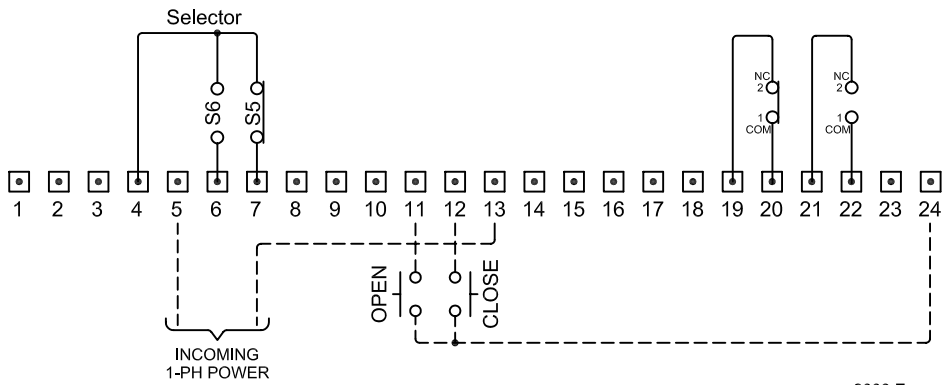 Selector
S6
S5
NC
2
1
COM
NC
2
1
COM
1 2 3 4 5 6 7 8 9 10 11 12 13 14 15 16 17 18 19 20 21 22 23 24
OPEN
CLOSE
INCOMING
1-PH POWER